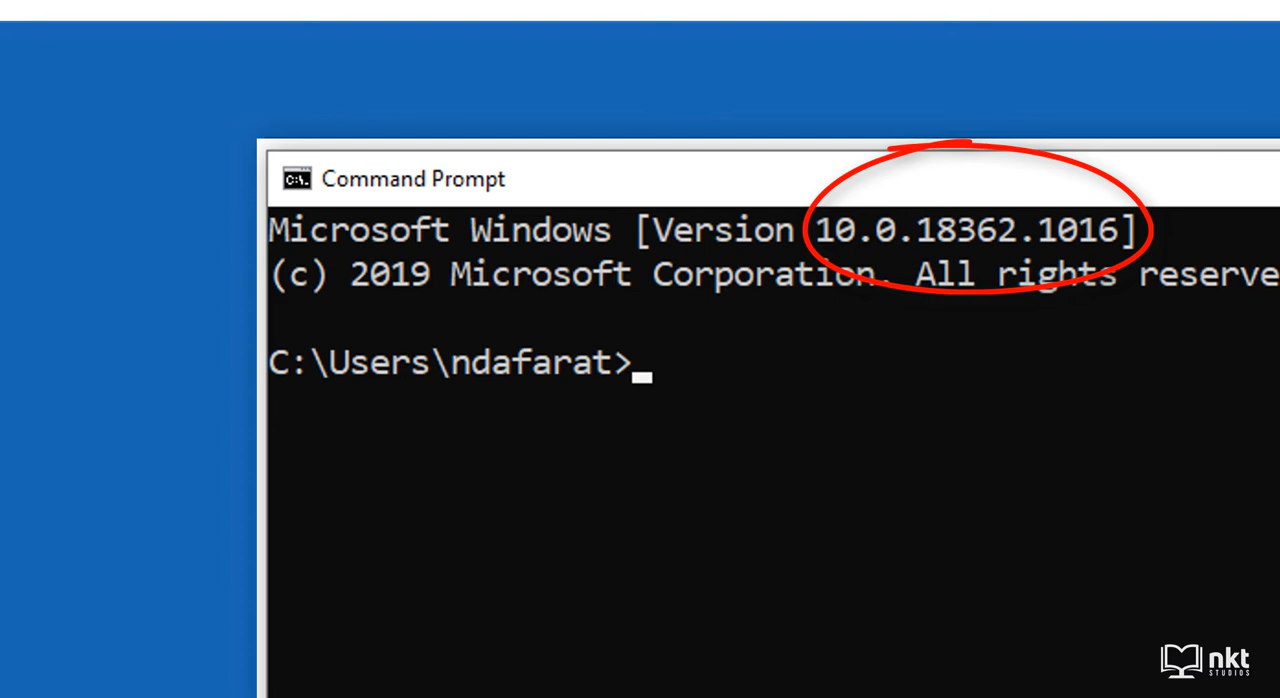 Command Prompt
Microsoft Windows [Version 10.0.18362.1016]
(c) 2019 Microsoft Corporation. All rights reserve
C:\Users\ndafarat>
nkt
STUDIOS